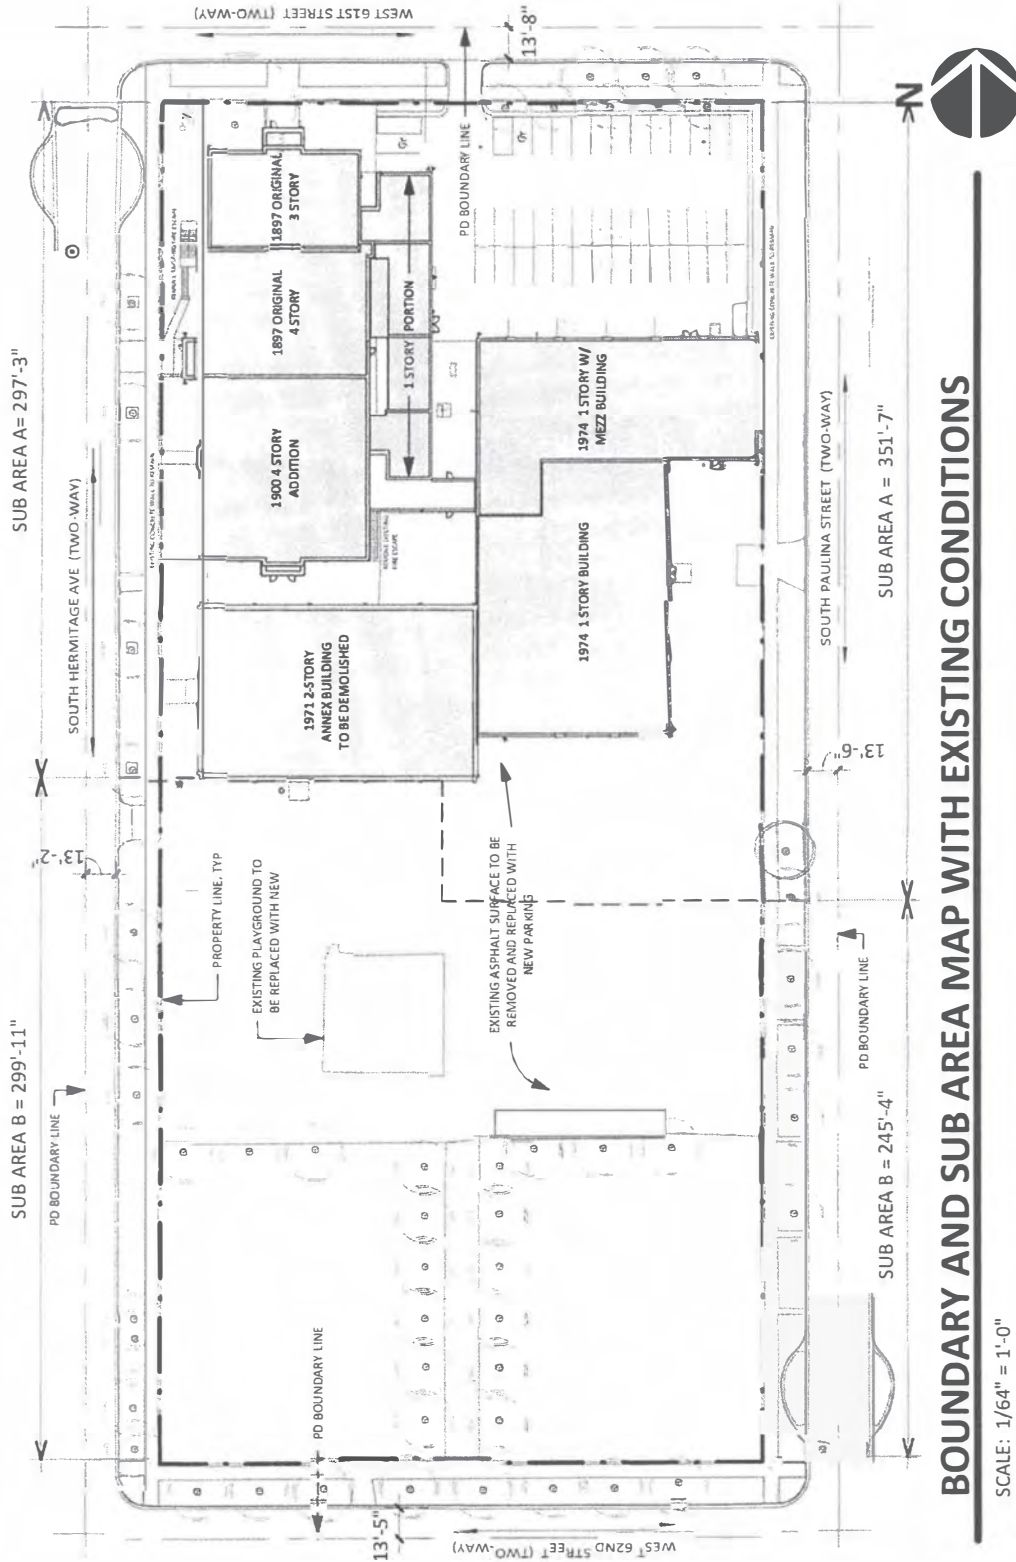 SUB AREA B = 299'-11"
SUB AREA A= 297'-3"
PD BOUNDARY LINE
13'-2"
SOUTH HERMITAGE AVE (TWO-WAY)
PROPERTY LINE, TYP
EXISTING PLAYGROUND TO
BE REPLACED WITH NEW
1971 2-STORY
ANNEX BUILDING
TO BE DEMOLISHED
1900 4 STORY
ADDITION
1897 ORIGINAL
4 STORY
1897 ORIGINAL
3 STORY
WEST 61ST STREET (TWO-WAY)
PD BOUNDARY LINE
13'-5"
REMOVE EXISTING
FIRE ESCAPE
1 STORY PORTION
Gr
Gr
PD BOUNDARY LINE
13'-8"
EXISTING ASPHALT SURFACE TO BE
REMOVED AND REPLACED WITH
NEW PARKING
1974 1 STORY BUILDING
1974 1 STORY W/
MEZZ BUILDING
WEST 62ND STREET (TWO-WAY)
13'-6"
SOUTH PAULINA STREET (TWO-WAY)
PD BOUNDARY LINE
SUB AREA B = 245'-4"
SUB AREA A = 351'-7"
N
BOUNDARY AND SUB AREA MAP WITH EXISTING CONDITIONS
SCALE: 1/64" = 1'-0"